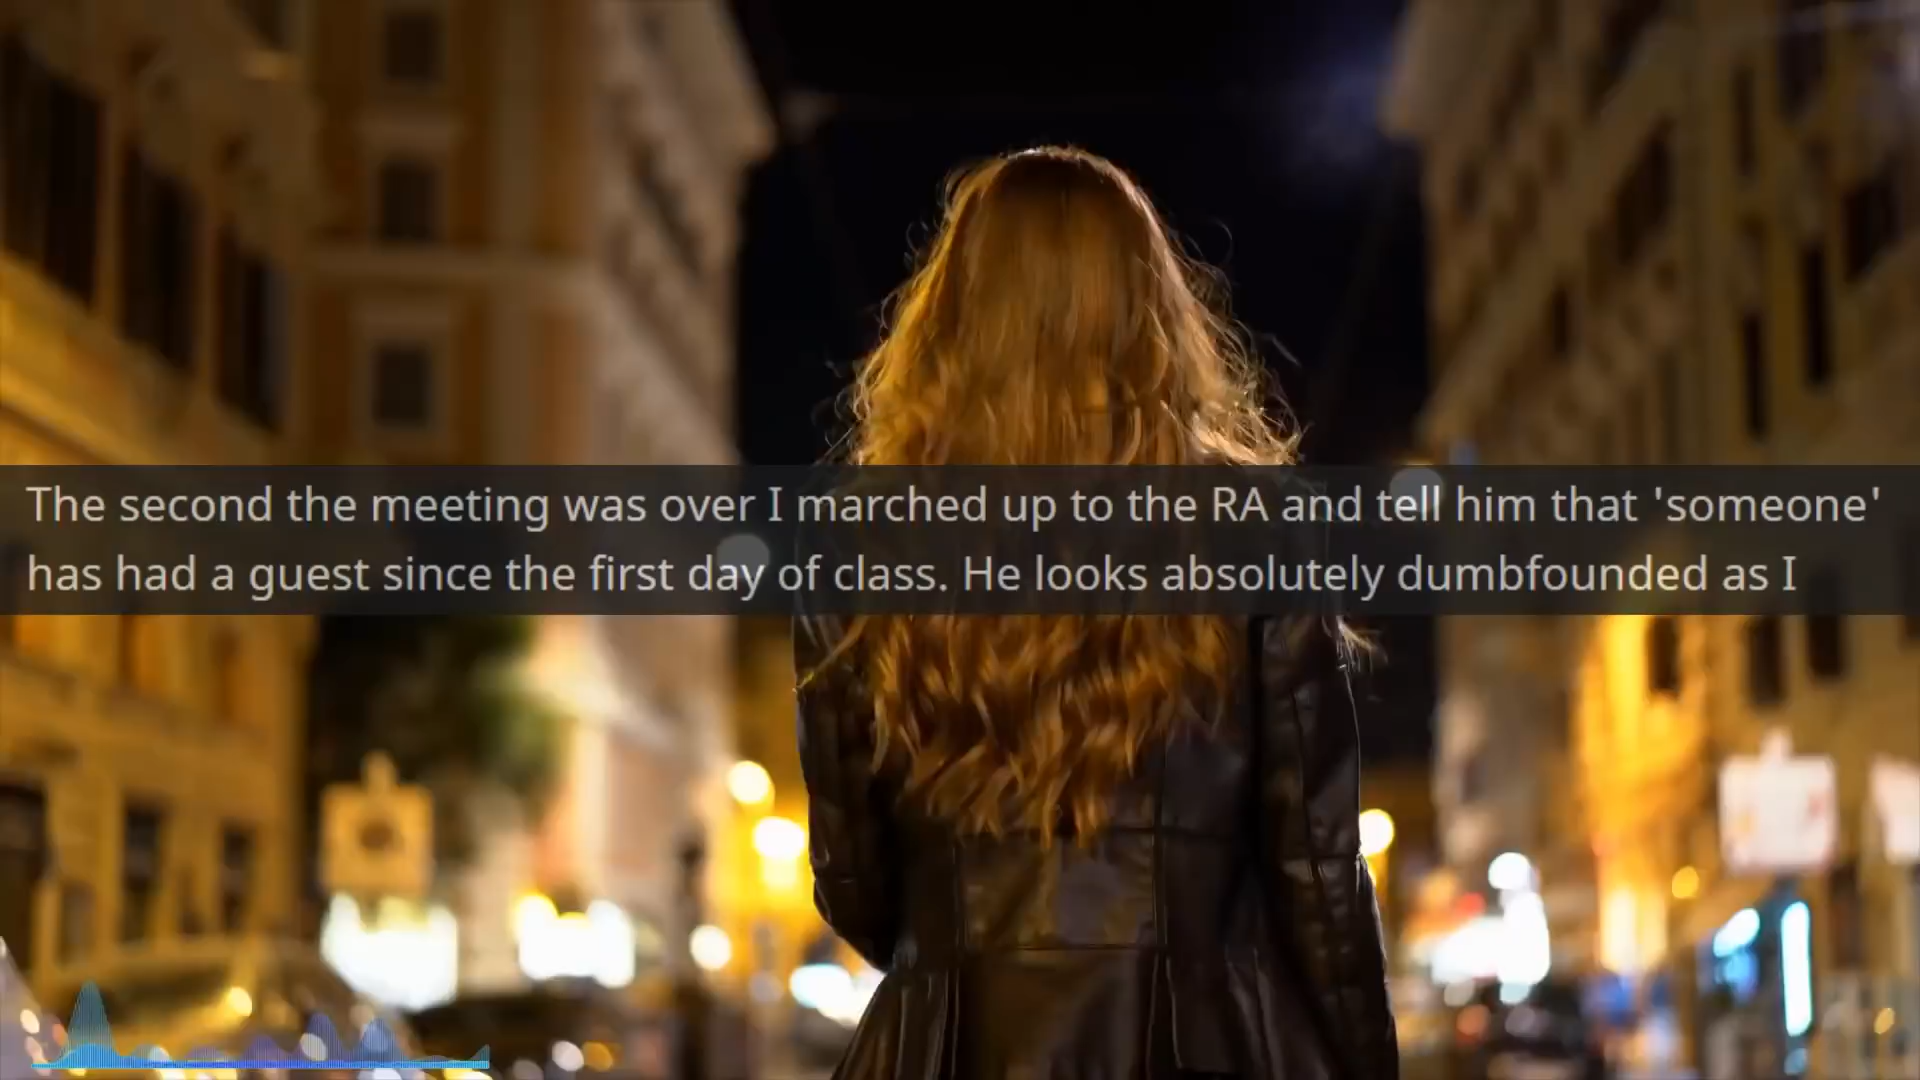 The second the meeting was over I marched up to the RA and tell him that 'someone'
has had a guest since the first day of class. He looks absolutely dumbfounded as I